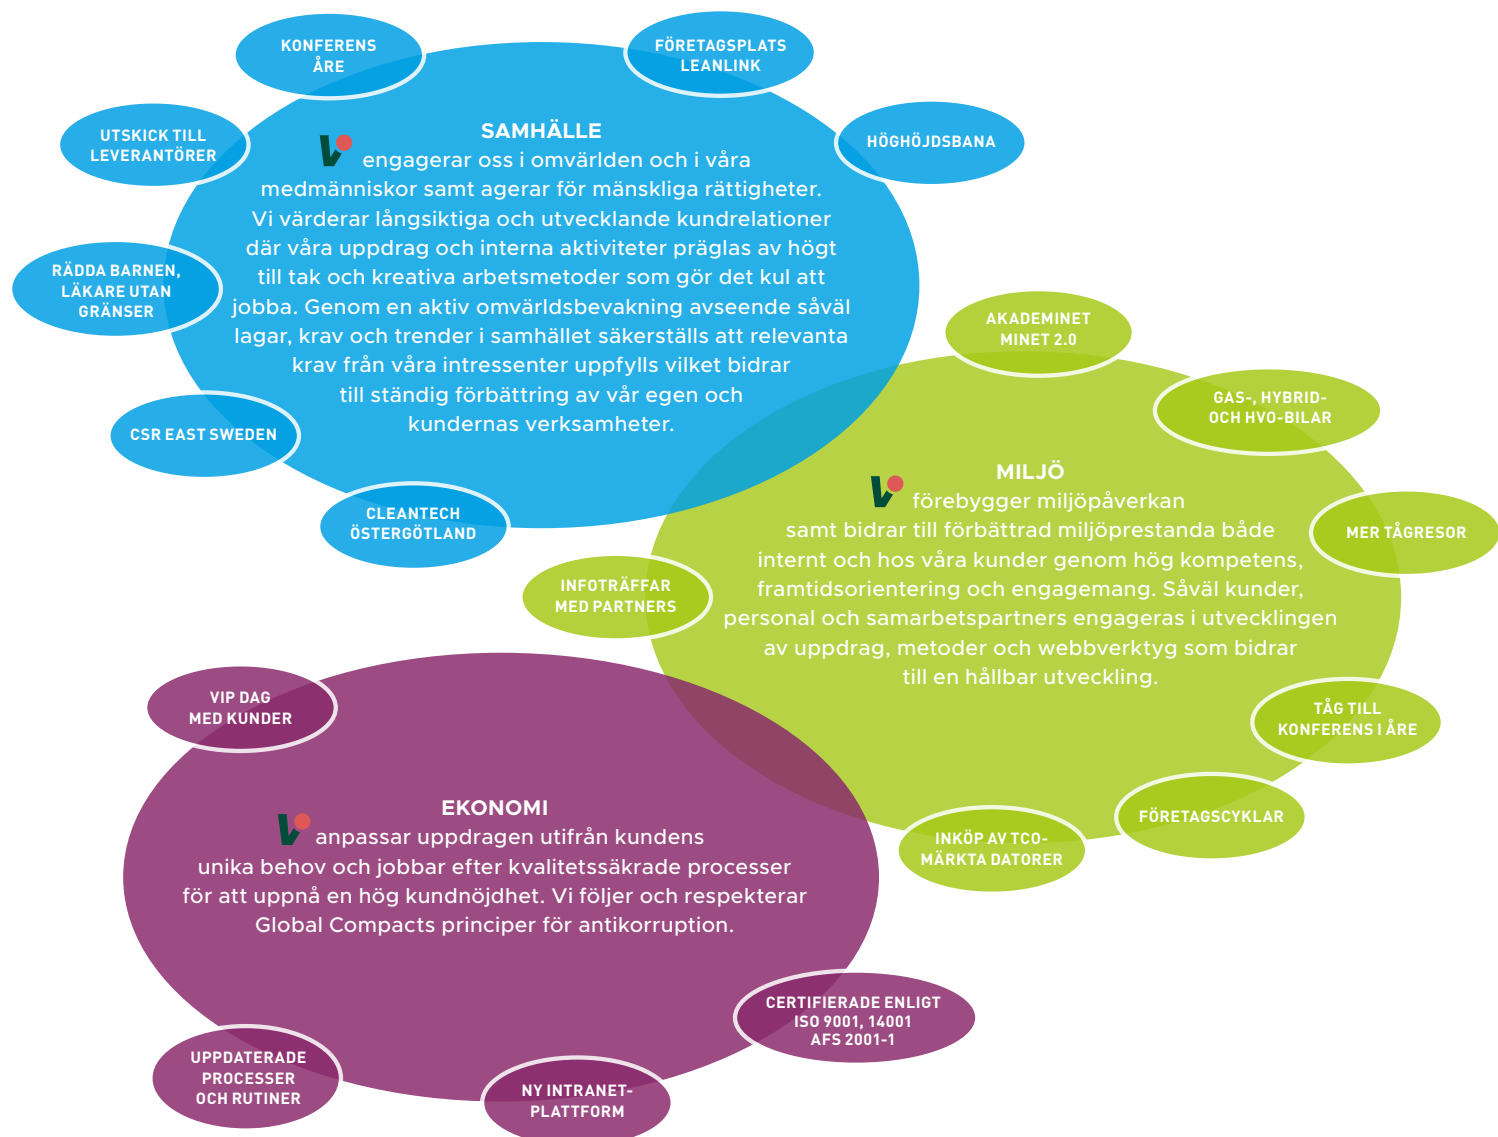 KONFERENS
ÅRE
FÖRETAGSPLATS
LEANLINK
UTSKICK TILL
LEVERANTÖRER
HÖGHÖJDSBANA
RÄDDA BARNEN,
LÄKARE UTAN
GRÄNSER
CSR EAST SWEDEN
CLEANTECH
ÖSTERGÖTLAND
SAMHÄLLE
V engagerar oss i omvärlden och i våra
medmänniskor samt agerar för mänskliga rättigheter.
Vi värderar långsiktiga och utvecklande kundrelationer
där våra uppdrag och interna aktiviteter präglas av högt
till tak och kreativa arbetsmetoder som gör det kul att
jobba. Genom en aktiv omvärldsbevakning avseende såväl
lagar, krav och trender i samhället säkerställs att relevanta
krav från våra intressenter uppfylls vilket bidrar
till ständig förbättring av vår egen och
kundernas verksamheter.
AKADEMINET
MINET 2.0
GAS-, HYBRID-
OCH HVO-BILAR
MER TÅGRESOR
INFOTRÄFFAR
MED PARTNERS
MILJÖ
V förebygger miljöpåverkan
samt bidrar till förbättrad miljöprestanda både
internt och hos våra kunder genom hög kompetens,
framtidsorientering och engagemang. Såväl kunder,
personal och samarbetspartners engageras i utvecklingen
av uppdrag, metoder och webbverktyg som bidrar
till en hållbar utveckling.
TÅG TILL
KONFERENS I ÅRE
FÖRETAGSCYKLAR
INKÖP AV TCO-
MÄRKTA DATORER
VIP DAG
MED KUNDER
EKONOMI
V anpassar uppdragen utifrån kundens
unika behov och jobbar efter kvalitetssäkrade processer
för att uppnå en hög kundnöjdhet. Vi följer och respekterar
Global Compacts principer för antikorruption.
CERTIFIERADE ENLIGT
ISO 9001, 14001
AFS 2001-1
UPPDATERADE
PROCESSER
OCH RUTINER
NY INTRANET-
PLATTFORM